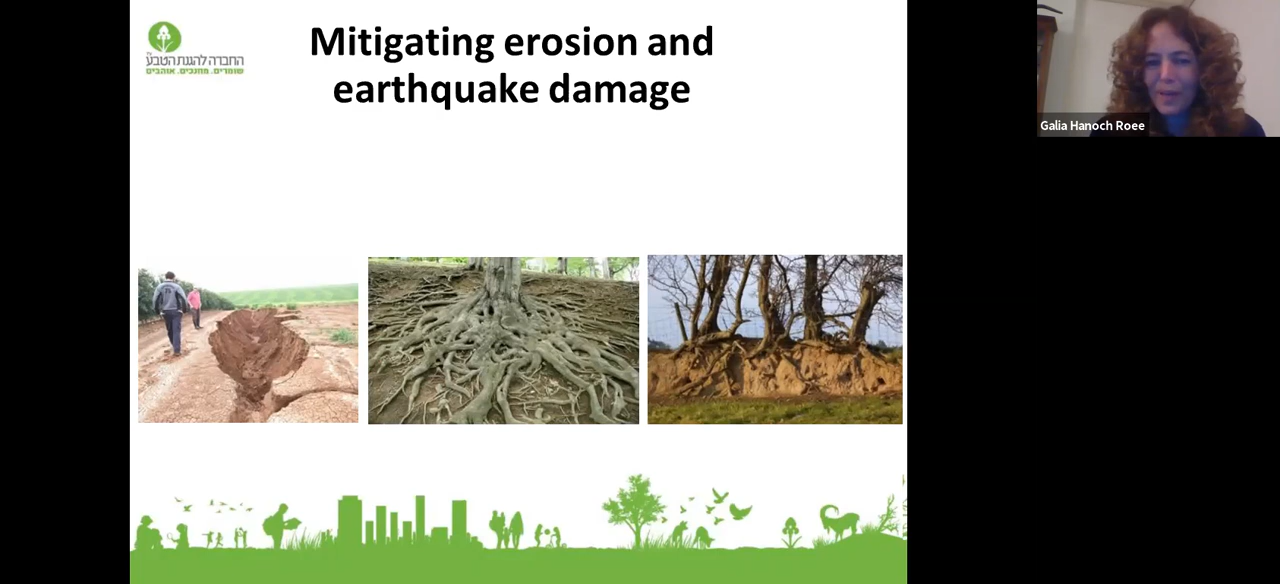 Mitigating erosion and
earthquake damage
החברה להגנת הטבע
שומרים. מחנכים. אוהבים
Galia Hanoch Roee